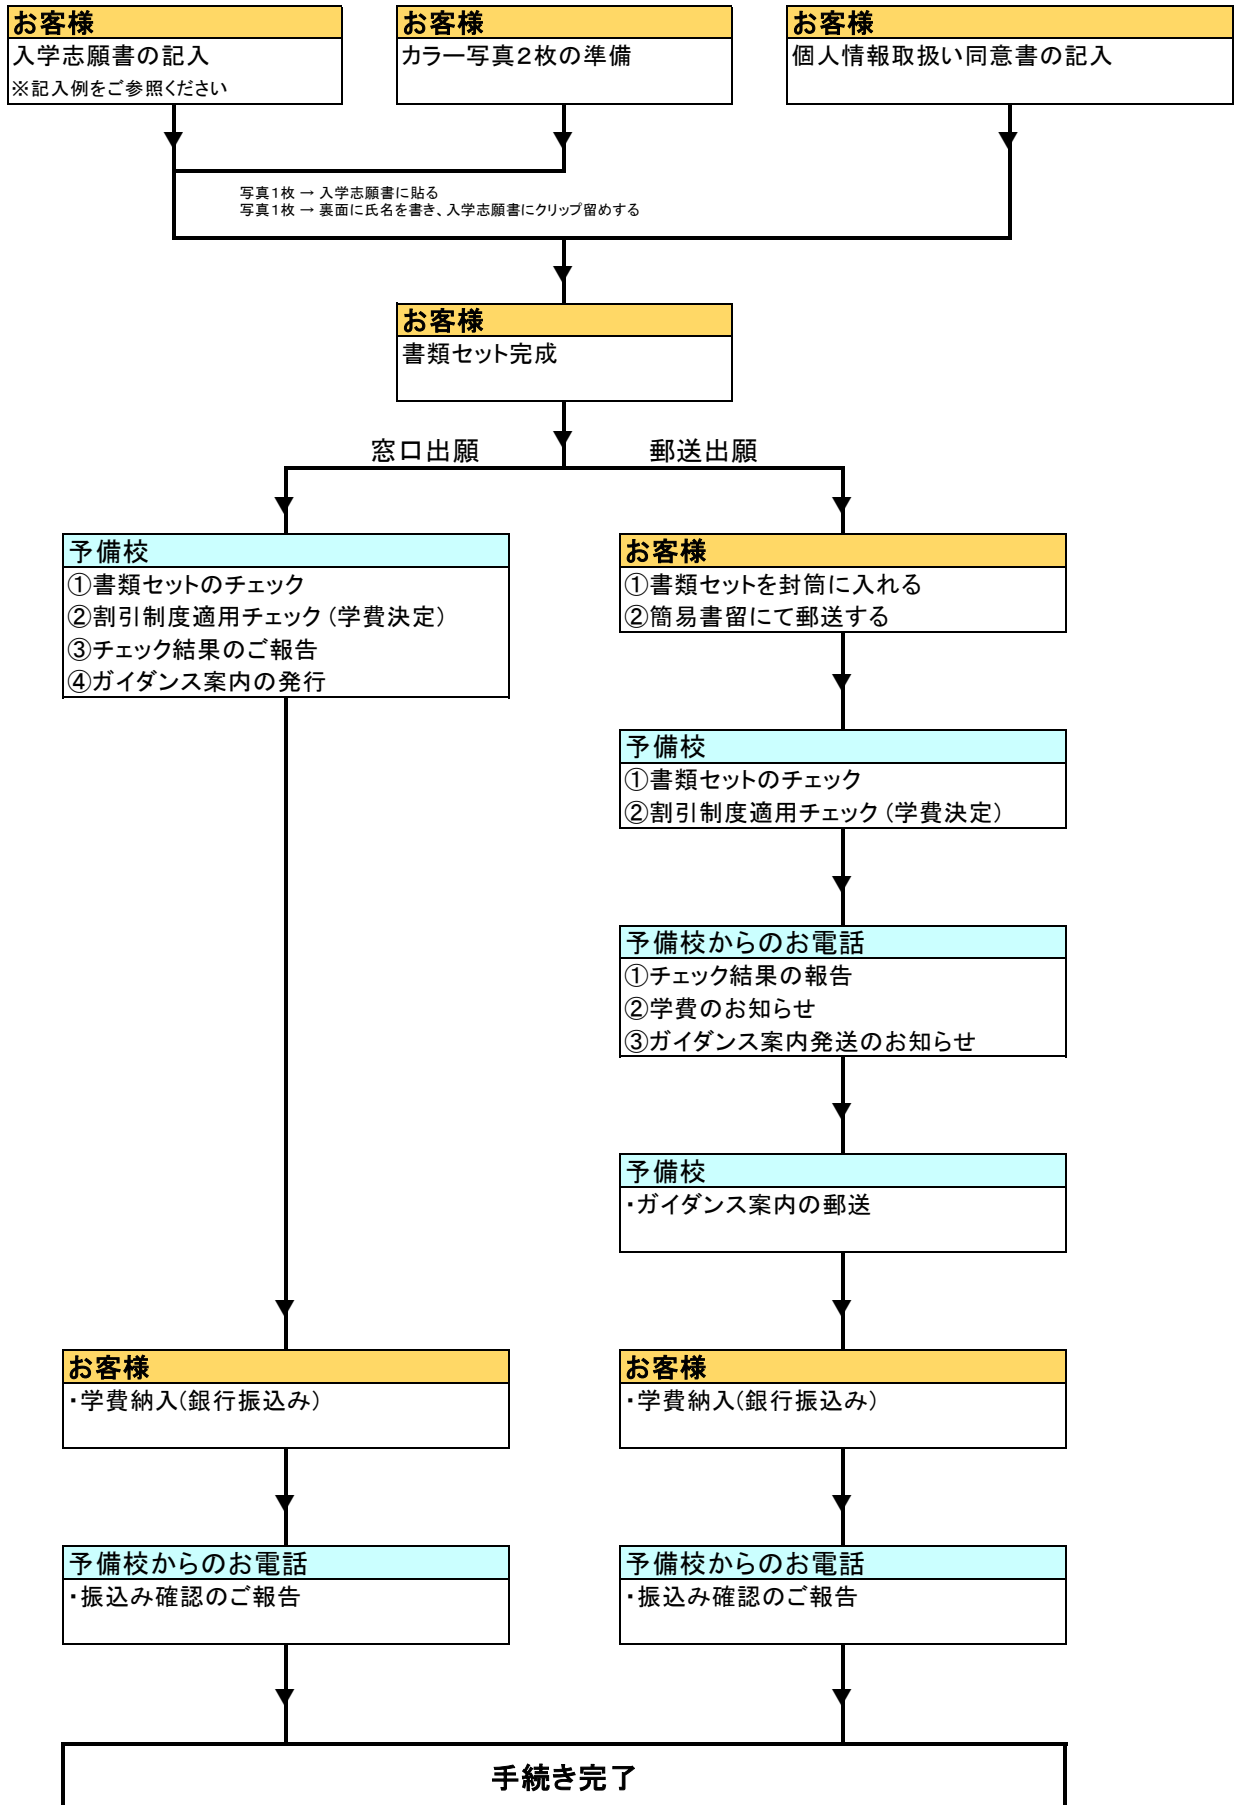 お客様
入学志願書の記入
※記入例をご参照ください
お客様
カラー写真２枚の準備
お客様
個人情報取扱い同意書の記入
写真１枚 → 入学志願書に貼る
写真１枚 → 裏面に氏名を書き、入学志願書にクリップ留めする
お客様
書類セット完成
窓口出願
郵送出願
予備校
①書類セットのチェック
②割引制度適用チェック（学費決定）
③チェック結果のご報告
④ガイダンス案内の発行
お客様
①書類セットを封筒に入れる
②簡易書留にて郵送する
予備校
①書類セットのチェック
②割引制度適用チェック（学費決定）
予備校からのお電話
①チェック結果の報告
②学費のお知らせ
③ガイダンス案内発送のお知らせ
予備校
・ガイダンス案内の郵送
お客様
・学費納入(銀行振込み)
お客様
・学費納入(銀行振込み)
予備校からのお電話
・振込み確認のご報告
予備校からのお電話
・振込み確認のご報告
手続き完了